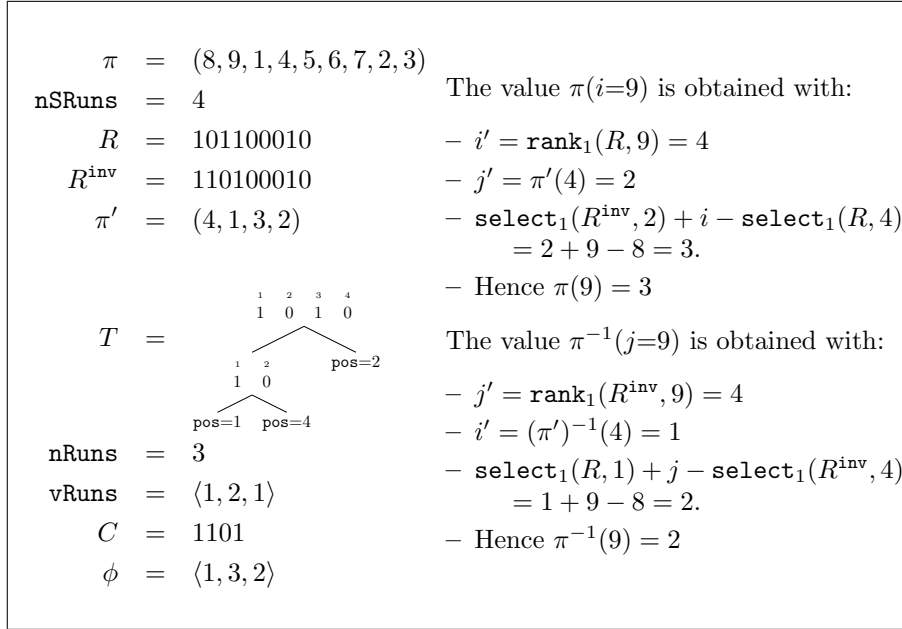 π = (8, 9, 1, 4, 5, 6, 7, 2, 3)
nSRuns = 4
R = 101100010
R^inv = 110100010
π′ = (4, 1, 3, 2)
1 2 3 4
1 0 1 0
T =
pos=2
1 2
1 0
pos=1 pos=4
nRuns = 3
vRuns = ⟨1, 2, 1⟩
C = 1101
ϕ = ⟨1, 3, 2⟩
The value π(i=9) is obtained with:
– i′ = rank₁(R, 9) = 4
– j′ = π′(4) = 2
– select₁(R^inv, 2) + i − select₁(R, 4)
= 2 + 9 − 8 = 3.
– Hence π(9) = 3
The value π⁻¹(j=9) is obtained with:
– j′ = rank₁(R^inv, 9) = 4
– i′ = (π′)⁻¹(4) = 1
– select₁(R, 1) + j − select₁(R^inv, 4)
= 1 + 9 − 8 = 2.
– Hence π⁻¹(9) = 2